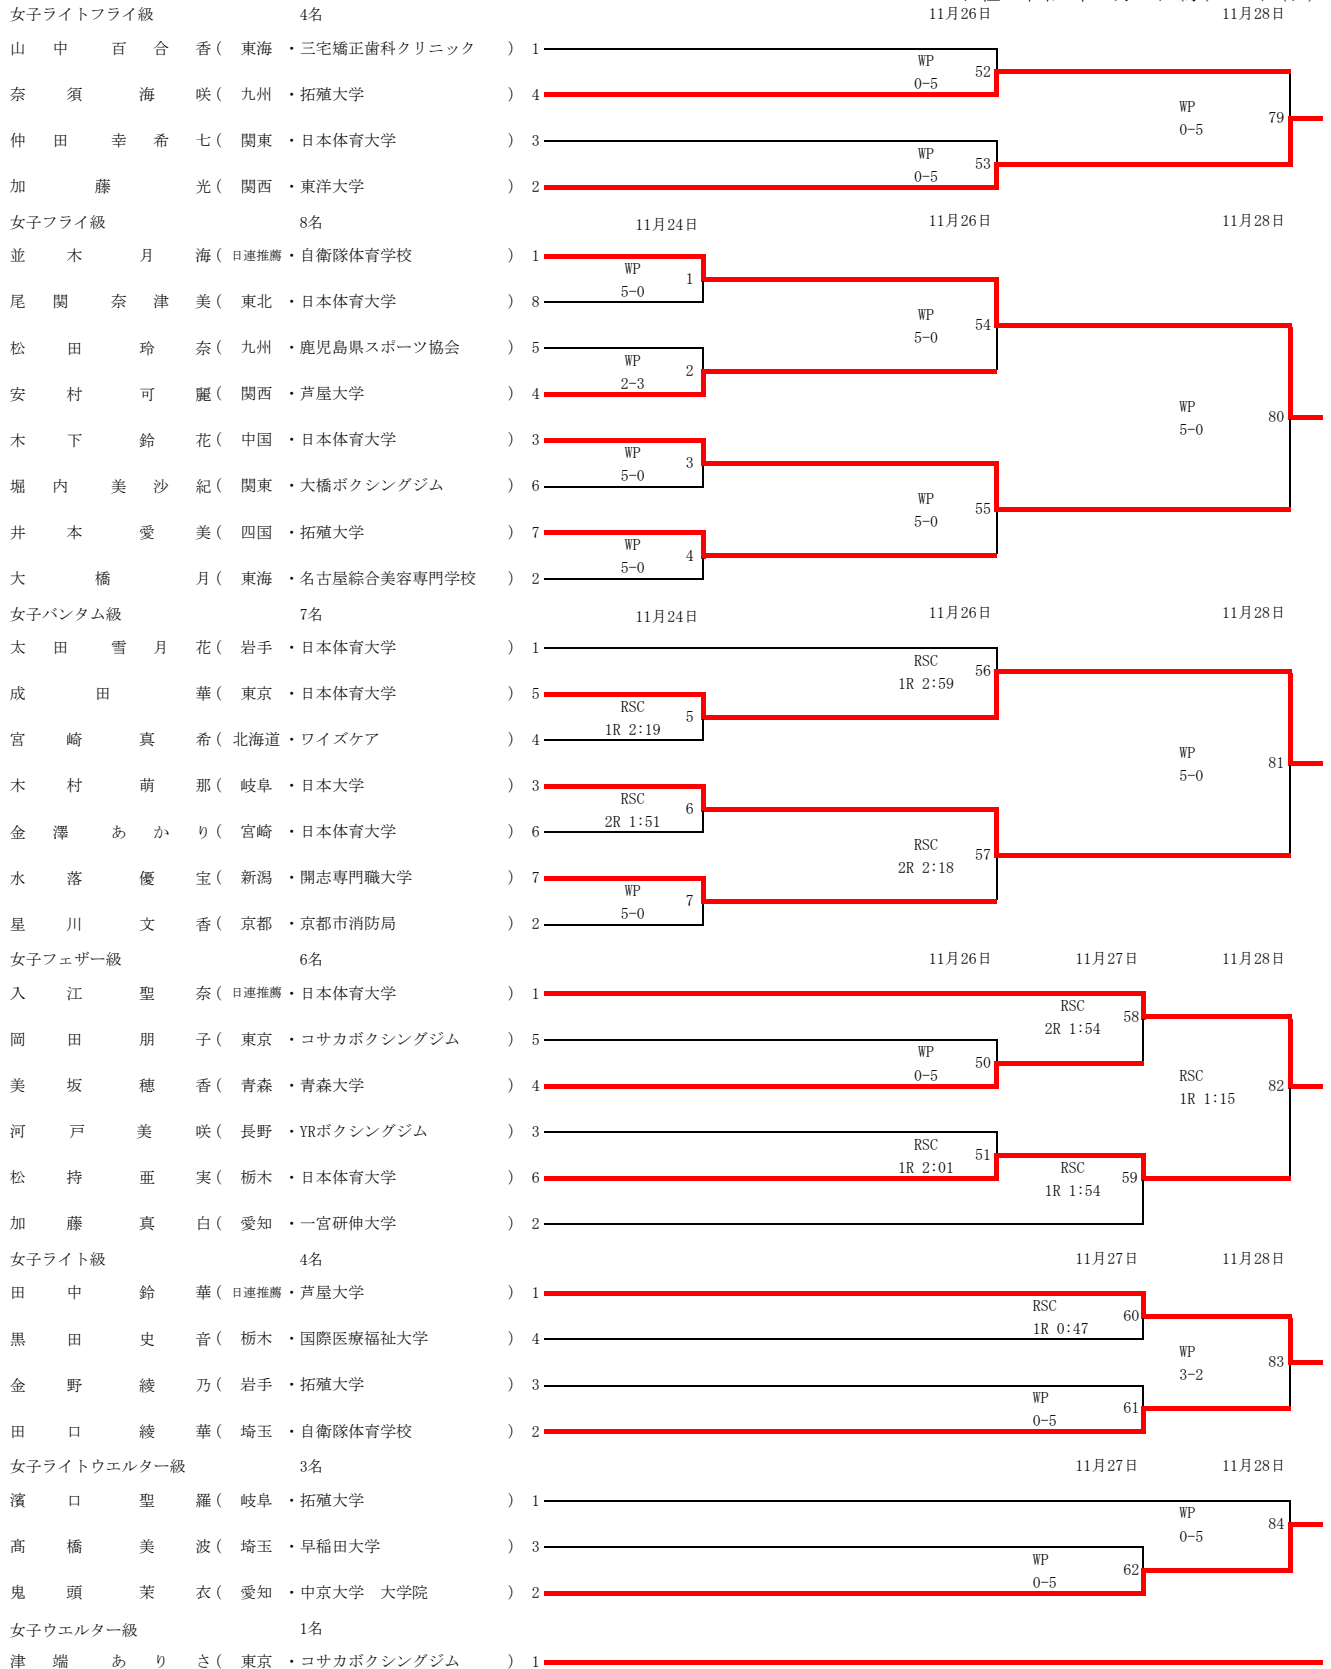 女子ライトフライ級 4名 11月26日 11月28日
山中百合香( 東海 ・三宅矯正歯科クリニック ) 1
WP 52
0-5
奈須海咲( 九州 ・拓殖大学 ) 4
WP 79
0-5
仲田幸希七( 関東 ・日本体育大学 ) 3
WP 53
0-5
加藤光( 関西 ・東洋大学 ) 2
女子フライ級 8名 11月24日 11月26日 11月28日
並木月海( 日連推薦 ・自衛隊体育学校 ) 1
WP 1
5-0
尾関奈津美( 東北 ・日本体育大学 ) 8
WP 54
5-0
松田玲奈( 九州 ・鹿児島県スポーツ協会 ) 5
WP 2
2-3
安村可麗( 関西 ・芦屋大学 ) 4
WP 80
5-0
木下鈴花( 中国 ・日本体育大学 ) 3
WP 3
5-0
堀内美沙紀( 関東 ・大橋ボクシングジム ) 6
WP 55
5-0
井本愛美( 四国 ・拓殖大学 ) 7
WP 4
5-0
大橋月( 東海 ・名古屋綜合美容専門学校 ) 2
女子バンタム級 7名 11月24日 11月26日 11月28日
太田雪月花( 岩手 ・日本体育大学 ) 1
RSC 56
1R 2:59
成田華( 東京 ・日本体育大学 ) 5
RSC 5
1R 2:19
宮崎真希( 北海道 ・ワイズケア ) 4
WP 81
5-0
木村萌那( 岐阜 ・日本大学 ) 3
RSC 6
2R 1:51
金澤あかり( 宮崎 ・日本体育大学 ) 6
RSC 57
2R 2:18
水落優宝( 新潟 ・開志専門職大学 ) 7
WP 7
5-0
星川文香( 京都 ・京都市消防局 ) 2
女子フェザー級 6名 11月26日 11月27日 11月28日
入江聖奈( 日連推薦 ・日本体育大学 ) 1
RSC 58
2R 1:54
岡田朋子( 東京 ・コサカボクシングジム ) 5
WP 50
0-5
美坂穂香( 青森 ・青森大学 ) 4
RSC 82
1R 1:15
河戸美咲( 長野 ・YRボクシングジム ) 3
RSC 51
1R 2:01
松持亜実( 栃木 ・日本体育大学 ) 6
RSC 59
1R 1:54
加藤真白( 愛知 ・一宮研伸大学 ) 2
女子ライト級 4名 11月27日 11月28日
田中鈴華( 日連推薦 ・芦屋大学 ) 1
RSC 60
1R 0:47
黒田史音( 栃木 ・国際医療福祉大学 ) 4
WP 83
3-2
金野綾乃( 岩手 ・拓殖大学 ) 3
WP 61
0-5
田口綾華( 埼玉 ・自衛隊体育学校 ) 2
女子ライトウエルター級 3名 11月27日 11月28日
濱口聖羅( 岐阜 ・拓殖大学 ) 1
WP 84
0-5
髙橋美波( 埼玉 ・早稲田大学 ) 3
WP 62
0-5
鬼頭茉衣( 愛知 ・中京大学 大学院 ) 2
女子ウエルター級 1名
津端ありさ( 東京 ・コサカボクシングジム ) 1